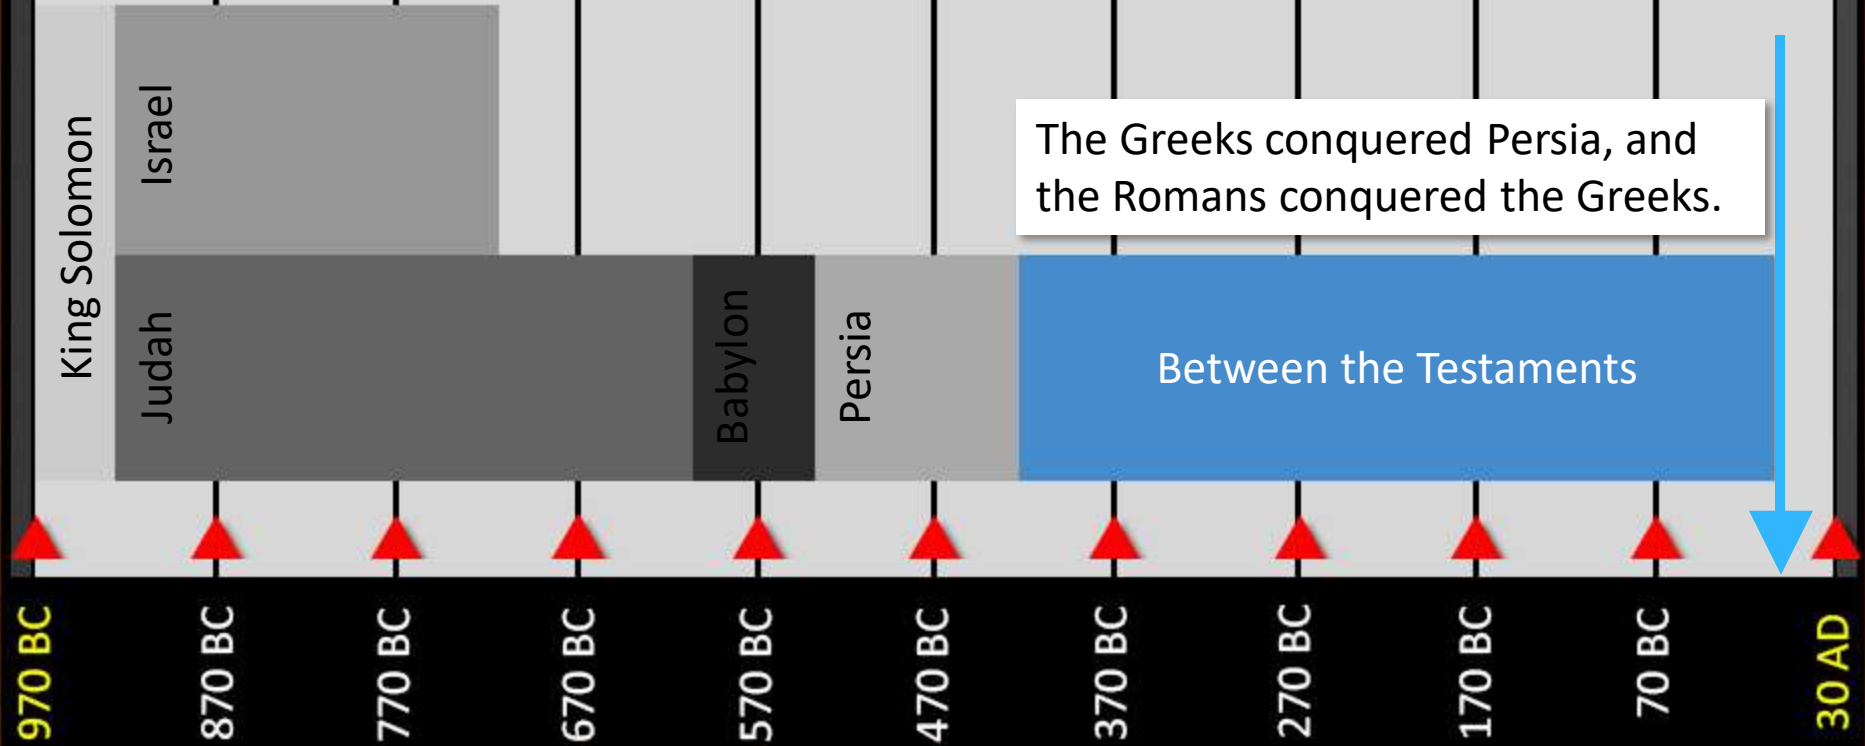 King Solomon
Israel
Judah
Babylon
Persia
The Greeks conquered Persia, and
the Romans conquered the Greeks.
Between the Testaments
970 BC
870 BC
770 BC
670 BC
570 BC
470 BC
370 BC
270 BC
170 BC
70 BC
30 AD